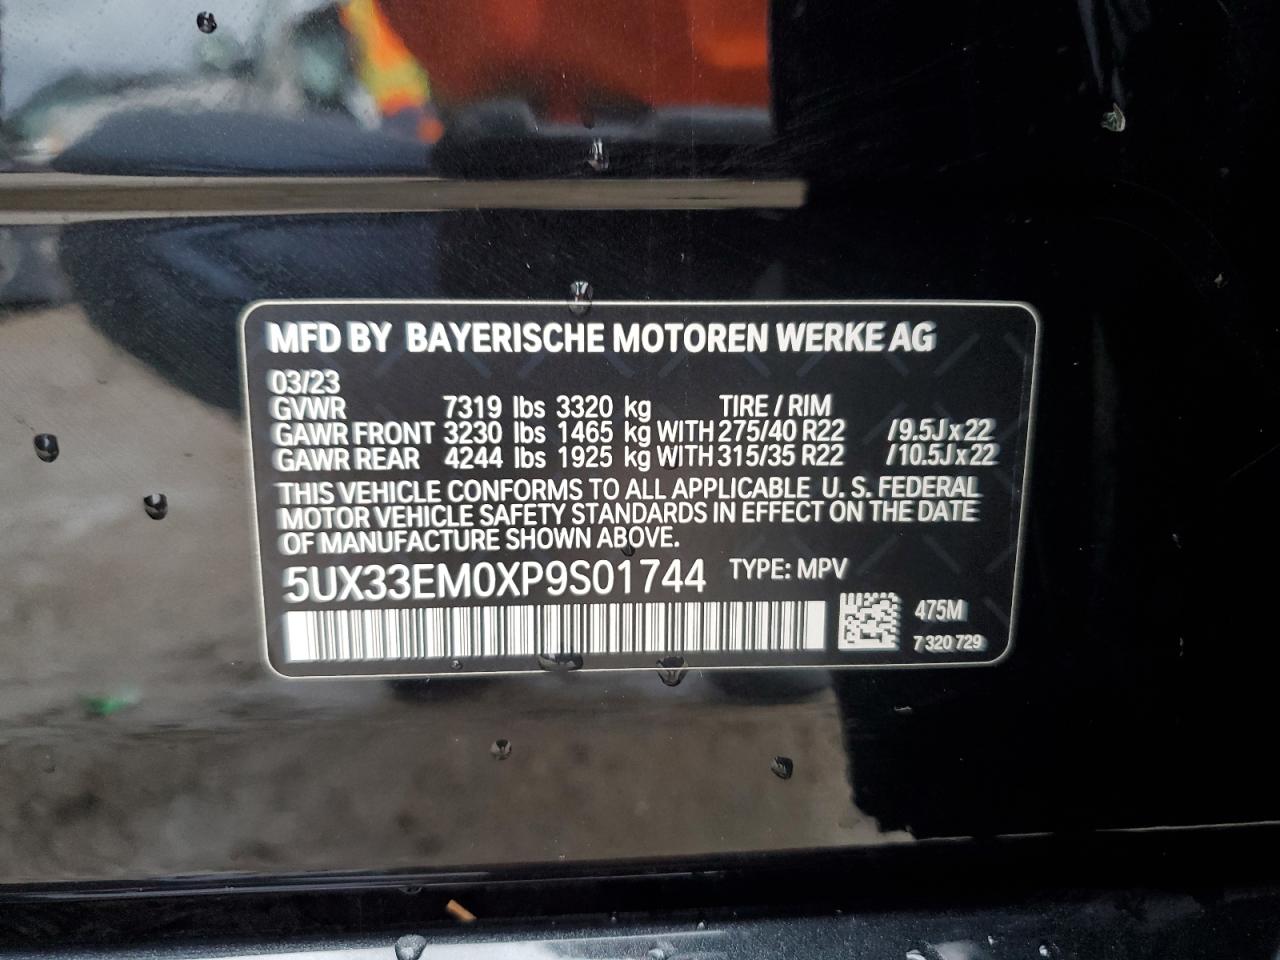 MFD BY BAYERISCHE MOTOREN WERKE AG
03/23
GVWR 7319 lbs 3320 kg TIRE / RIM
GAWR FRONT 3230 lbs 1465 kg WITH 275/40 R22 /9.5J x 22
GAWR REAR 4244 lbs 1925 kg WITH 315/35 R22 /10.5J x 22
THIS VEHICLE CONFORMS TO ALL APPLICABLE U. S. FEDERAL
MOTOR VEHICLE SAFETY STANDARDS IN EFFECT ON THE DATE
OF MANUFACTURE SHOWN ABOVE.
5UX33EM0XP9S01744 TYPE: MPV
475M
7 320 729